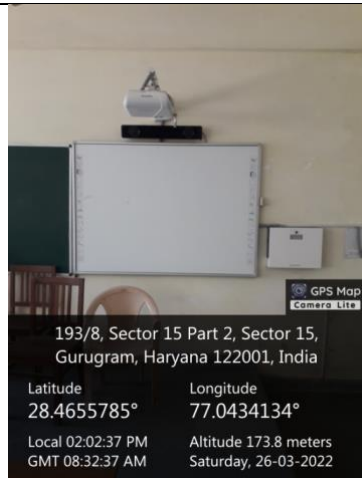 GPS Map
Camera Lite
193/8, Sector 15 Part 2, Sector 15,
Gurugram, Haryana 122001, India
Latitude
28.4655785°
Longitude
77.0434134°
Local 02:02:37 PM
GMT 08:32:37 AM
Altitude 173.8 meters
Saturday, 26-03-2022